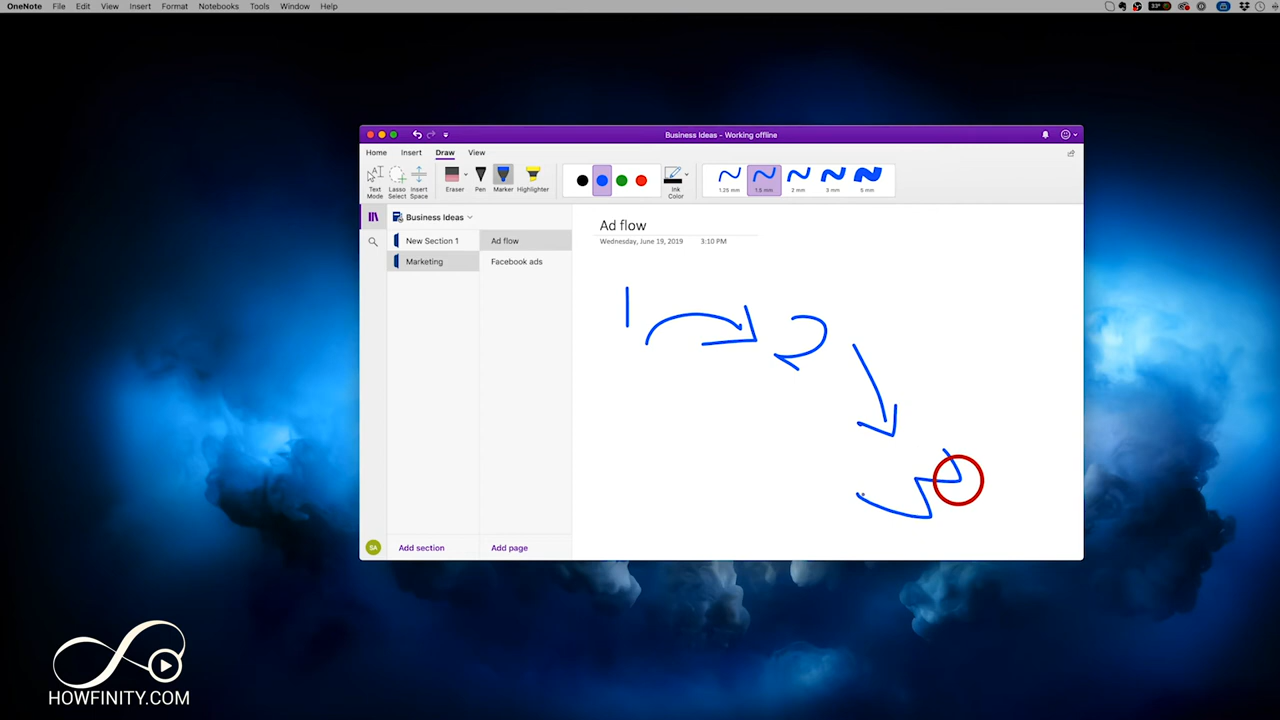 OneNote File Edit View Insert Format Notebooks Tools Window Help 33°
Business Ideas - Working offline
Home Insert Draw View
Text Mode
Lasso Select
Insert Space
Eraser
Pen
Marker
Highlighter
Ink Color
1.25 mm
1.5 mm
2 mm
3 mm
5 mm
Business Ideas
New Section 1
Marketing
Ad flow
Facebook ads
Ad flow
Wednesday, June 19, 2019 3:10 PM
1
2
SA
Add section
Add page
HOWFINITY.COM